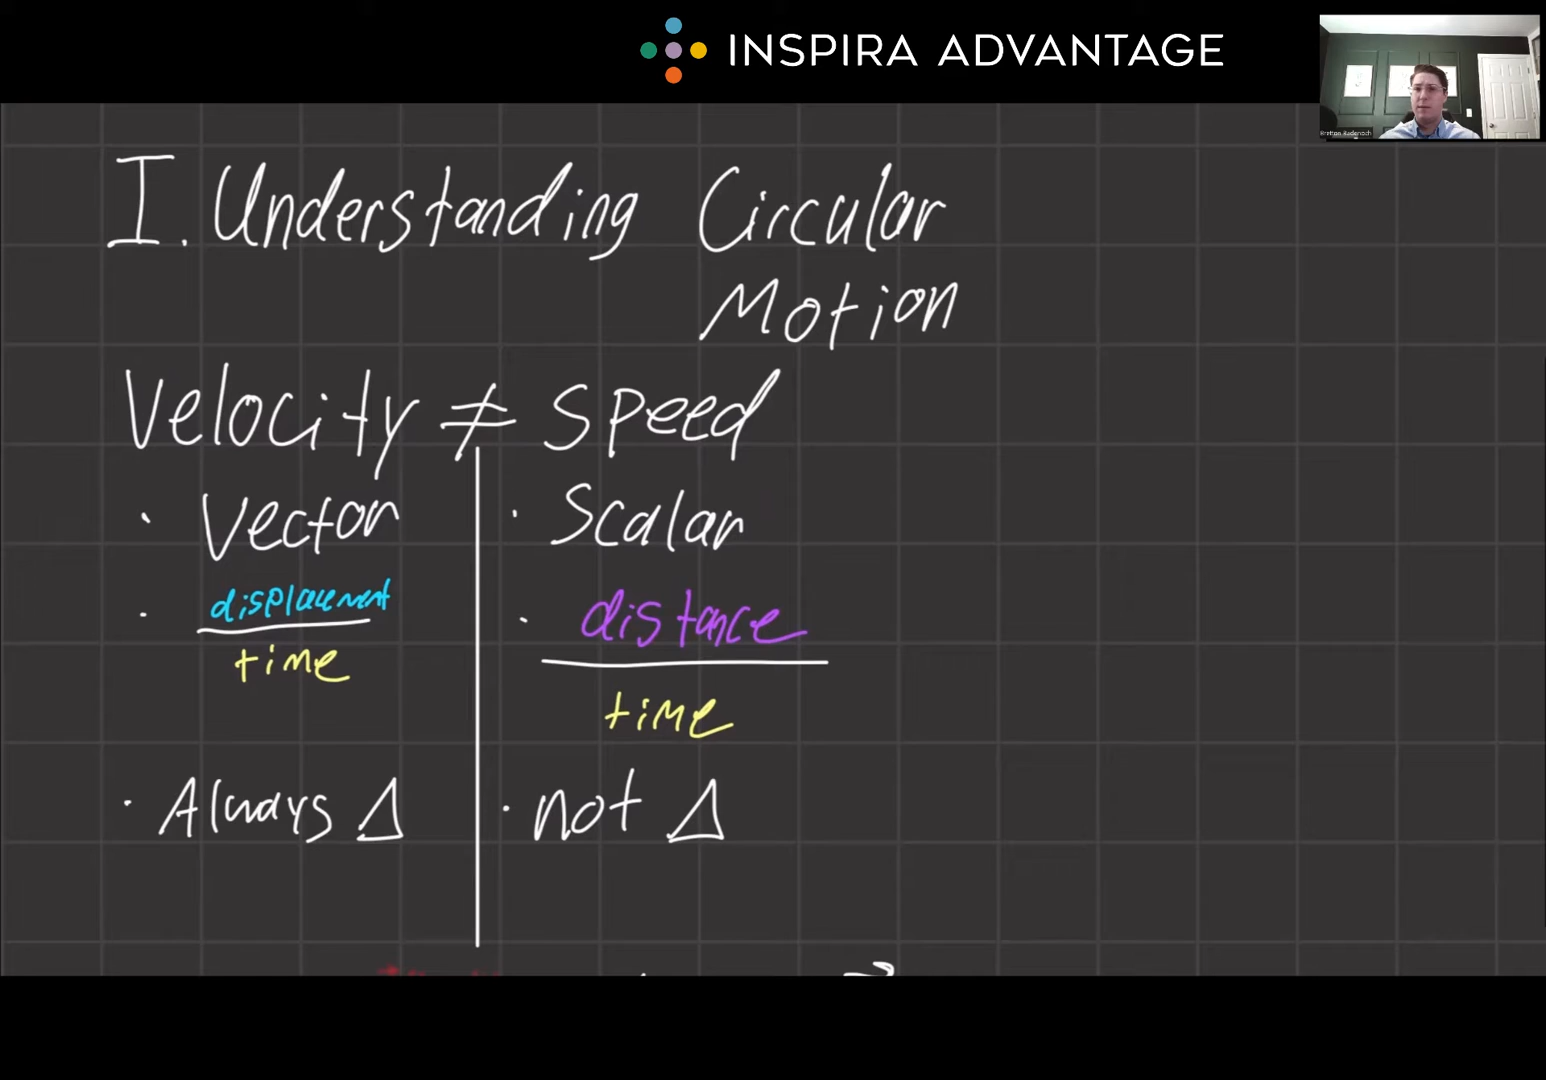 INSPIRA ADVANTAGE
I. Understanding Circular
Motion
Velocity ≠ Speed
· Vector
· Scalar
· displacement
time
· distance
time
· Always Δ
· not Δ